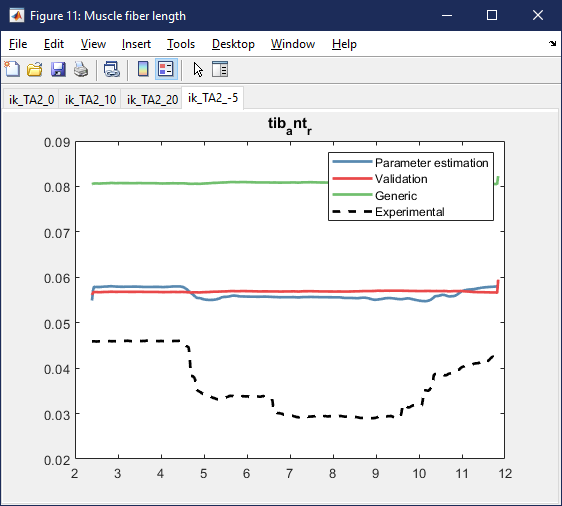 Figure 11: Muscle fiber length
File Edit View Insert Tools Desktop Window Help
ik_TA2_0 ik_TA2_10 ik_TA2_20 ik_TA2_-5
tib_ant_r
0.09
0.08
0.07
0.06
0.05
0.04
0.03
0.02
Parameter estimation
Validation
Generic
Experimental
2 3 4 5 6 7 8 9 10 11 12